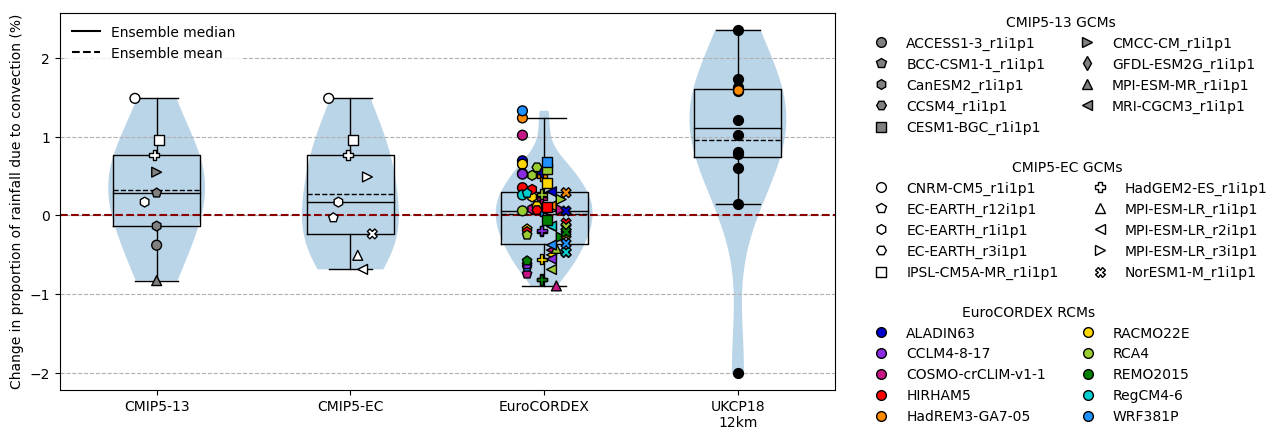 Change in proportion of rainfall due to convection (%)
2
1
0
−1
−2
Ensemble median
Ensemble mean
CMIP5-13
CMIP5-EC
EuroCORDEX
UKCP18
12km
CMIP5-13 GCMs
ACCESS1-3_r1i1p1
BCC-CSM1-1_r1i1p1
CanESM2_r1i1p1
CCSM4_r1i1p1
CESM1-BGC_r1i1p1
CMCC-CM_r1i1p1
GFDL-ESM2G_r1i1p1
MPI-ESM-MR_r1i1p1
MRI-CGCM3_r1i1p1
CMIP5-EC GCMs
CNRM-CM5_r1i1p1
EC-EARTH_r12i1p1
EC-EARTH_r1i1p1
EC-EARTH_r3i1p1
IPSL-CM5A-MR_r1i1p1
HadGEM2-ES_r1i1p1
MPI-ESM-LR_r1i1p1
MPI-ESM-LR_r2i1p1
MPI-ESM-LR_r3i1p1
NorESM1-M_r1i1p1
EuroCORDEX RCMs
ALADIN63
CCLM4-8-17
COSMO-crCLIM-v1-1
HIRHAM5
HadREM3-GA7-05
RACMO22E
RCA4
REMO2015
RegCM4-6
WRF381P